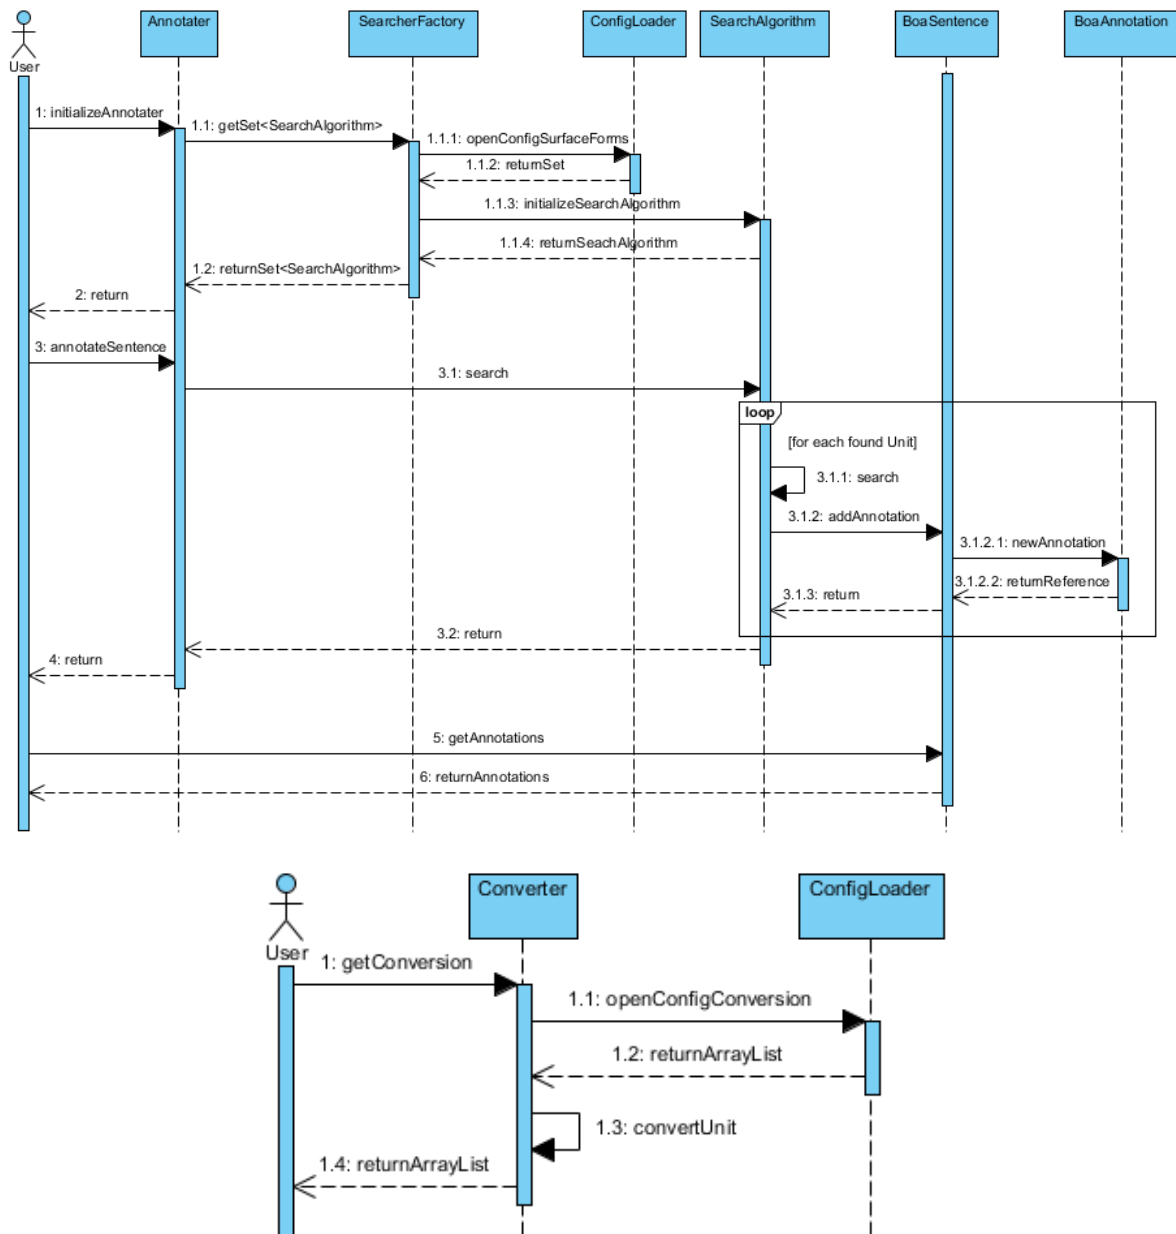 Annotater
SearcherFactory
ConfigLoader
SearchAlgorithm
BoaSentence
BoaAnnotation
User
1: initializeAnnotater
1.1: getSet<SearchAlgorithm>
1.1.1: openConfigSurfaceForms
1.1.2: returnSet
1.1.3: initializeSearchAlgorithm
1.1.4: returnSeachAlgorithm
1.2: returnSet<SearchAlgorithm>
2: return
3: annotateSentence
3.1: search
loop
[for each found Unit]
3.1.1: search
3.1.2: addAnnotation
3.1.2.1: newAnnotation
3.1.2.2: returnReference
3.1.3: return
3.2: return
4: return
5: getAnnotations
6: returnAnnotations
Converter
ConfigLoader
User
1: getConversion
1.1: openConfigConversion
1.2: returnArrayList
1.3: convertUnit
1.4: returnArrayList